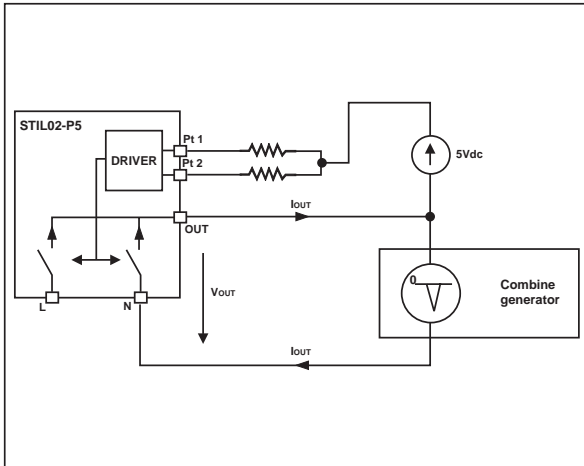 STIL02-P5
Pt 1
DRIVER
Pt 2
5Vdc
IOUT
OUT
0
Combine
generator
VOUT
L
N
IOUT